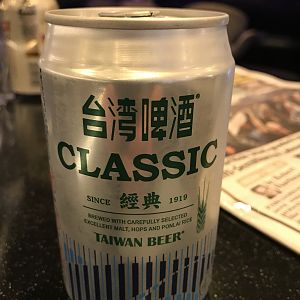 台湾啤酒®
CLASSIC
SINCE 經典 1919
BREWED WITH CAREFULLY SELECTED
EXCELLENT MALT, HOPS AND PONLAI RICE
TAIWAN BEER®